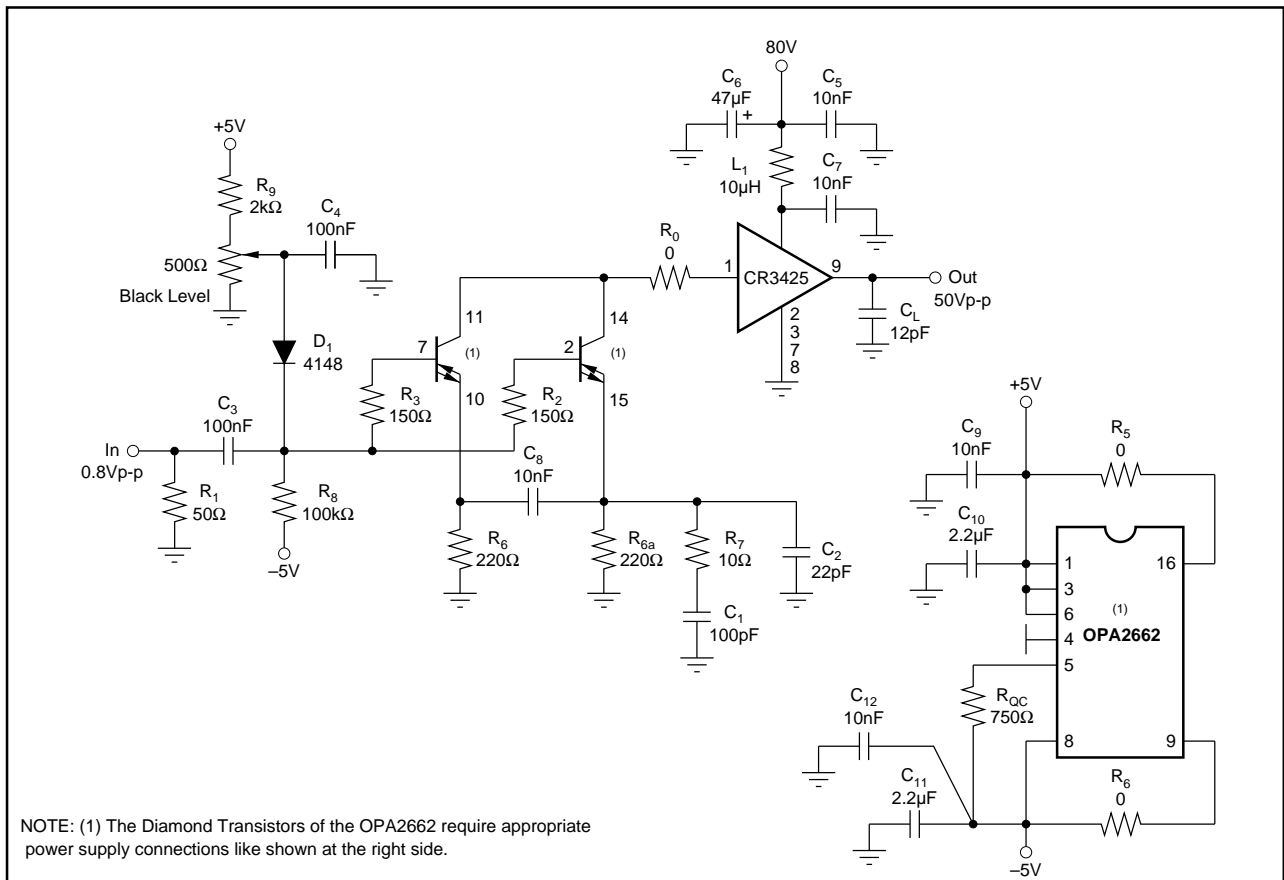 80V
C6
47µF
+
C5
10nF
L1
10µH
C7
10nF
+5V
R9
2kΩ
C4
100nF
500Ω
Black Level
D1
4148
R0
0
1
CR3425
9
2
3
7
8
Out
50Vp-p
CL
12pF
11
7
(1)
10
14
2
(1)
15
R3
150Ω
R2
150Ω
C3
100nF
In
0.8Vp-p
R1
50Ω
R8
100kΩ
–5V
C8
10nF
R6
220Ω
R6a
220Ω
R7
10Ω
C2
22pF
C1
100pF
+5V
C9
10nF
R5
0
C10
2.2µF
1
3
6
4
5
8
16
9
(1)
OPA2662
RQC
750Ω
C12
10nF
C11
2.2µF
R6
0
–5V
NOTE: (1) The Diamond Transistors of the OPA2662 require appropriate
power supply connections like shown at the right side.